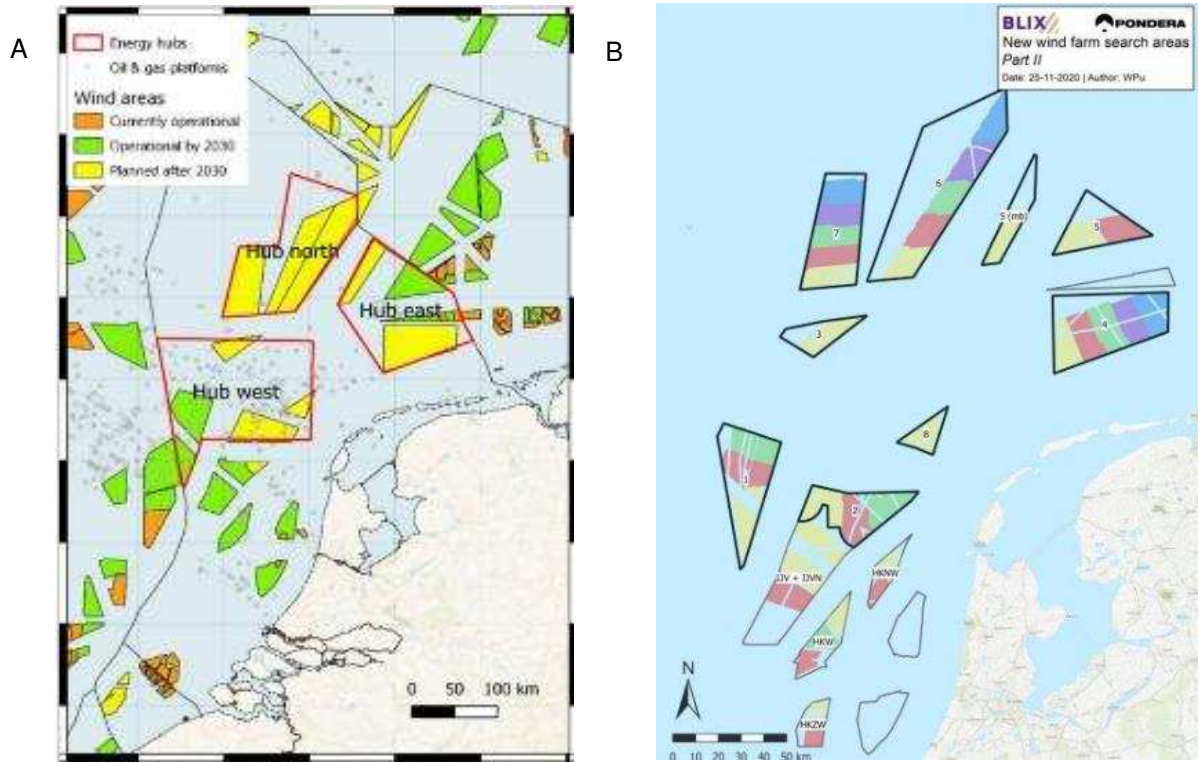 A
Energy hubs
Oil & gas platforms
Wind areas
Currently operational
Operational by 2030
Planned after 2030
Hub north
Hub east
Hub west
0 50 100 km
B
BLIX PONDERA
New wind farm search areas
Part II
Date: 25-11-2020 | Author: WPu
6
5 (mb)
5
7
4
3
8
1
2
IJV + IJVN
HKNW
HKW
HKZW
N
0 10 20 30 40 50 km